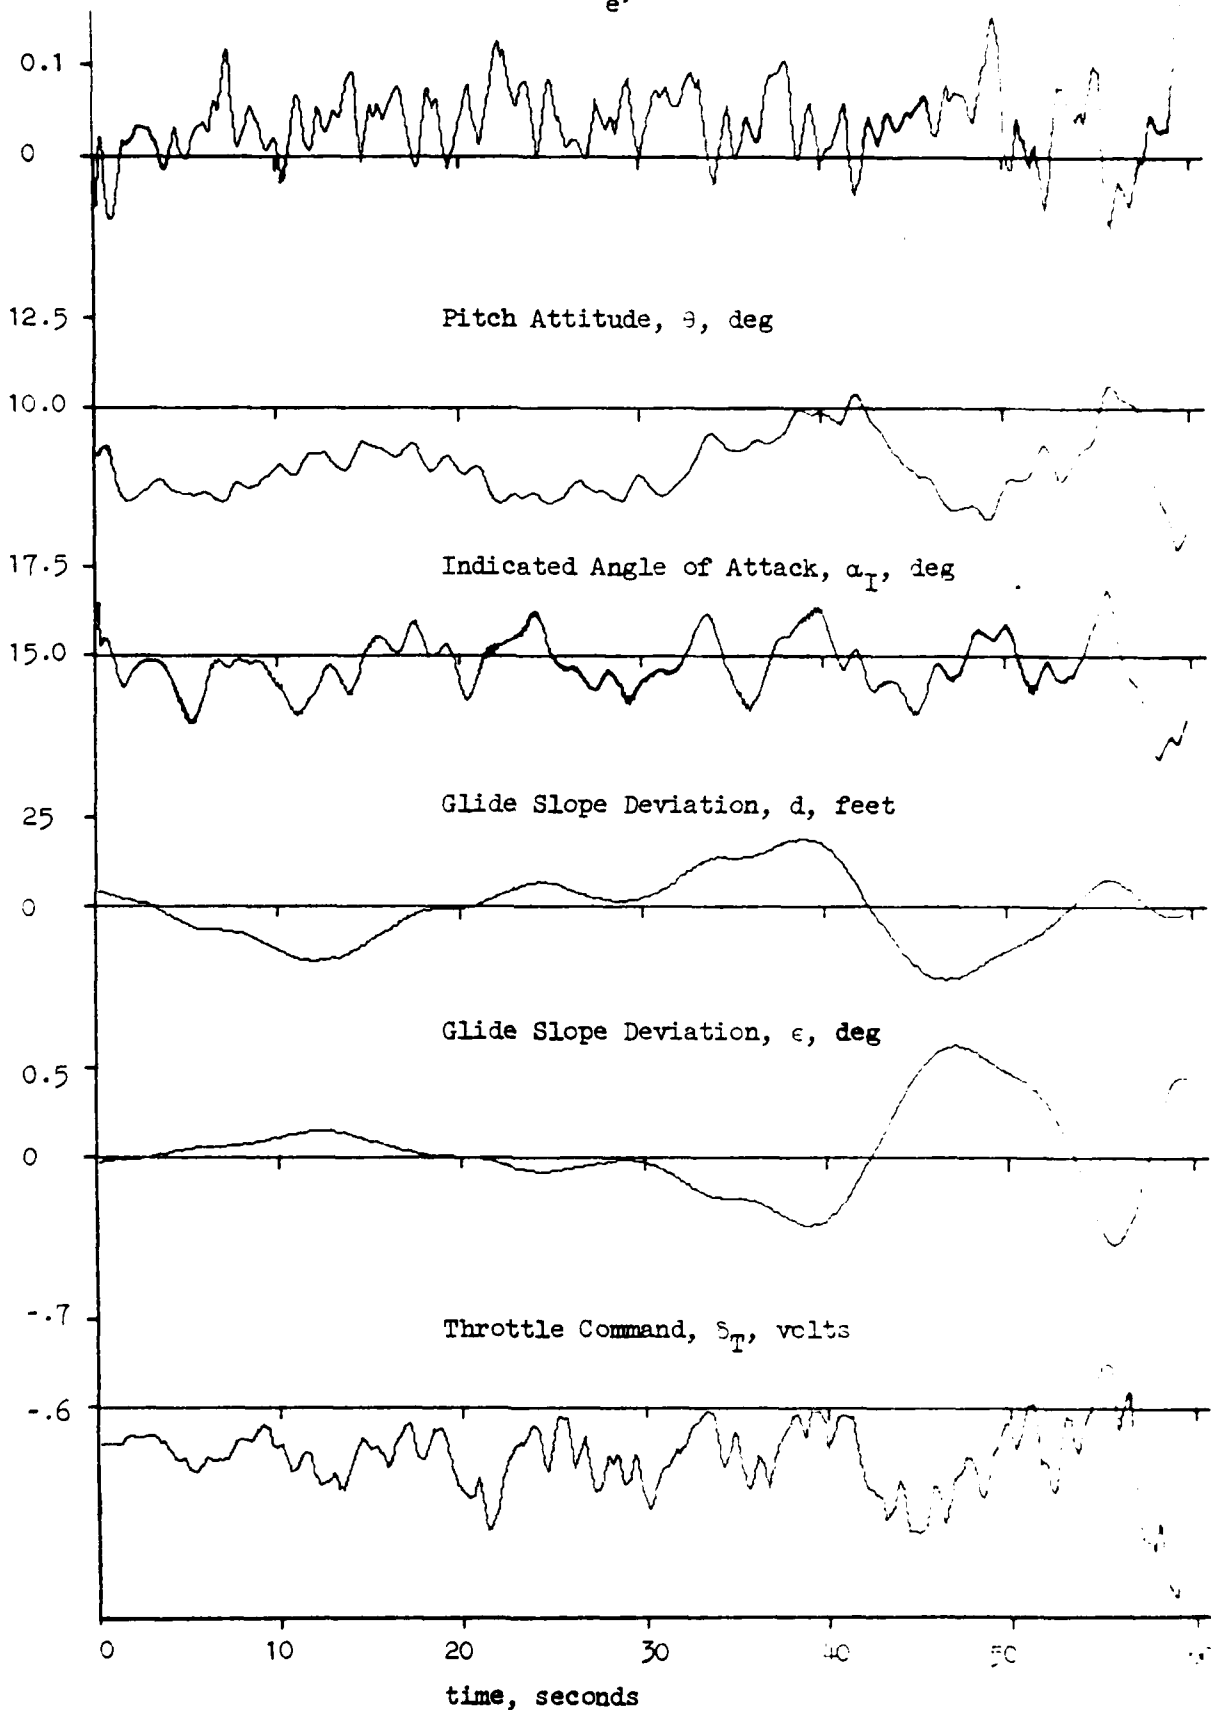 e,
0.1
0
12.5
Pitch Attitude, θ, deg
10.0
17.5
Indicated Angle of Attack, α_I, deg
15.0
Glide Slope Deviation, d, feet
25
0
Glide Slope Deviation, ε, deg
0.5
0
-.7
Throttle Command, δ_T, volts
-.6
0 10 20 30 40 50
time, seconds